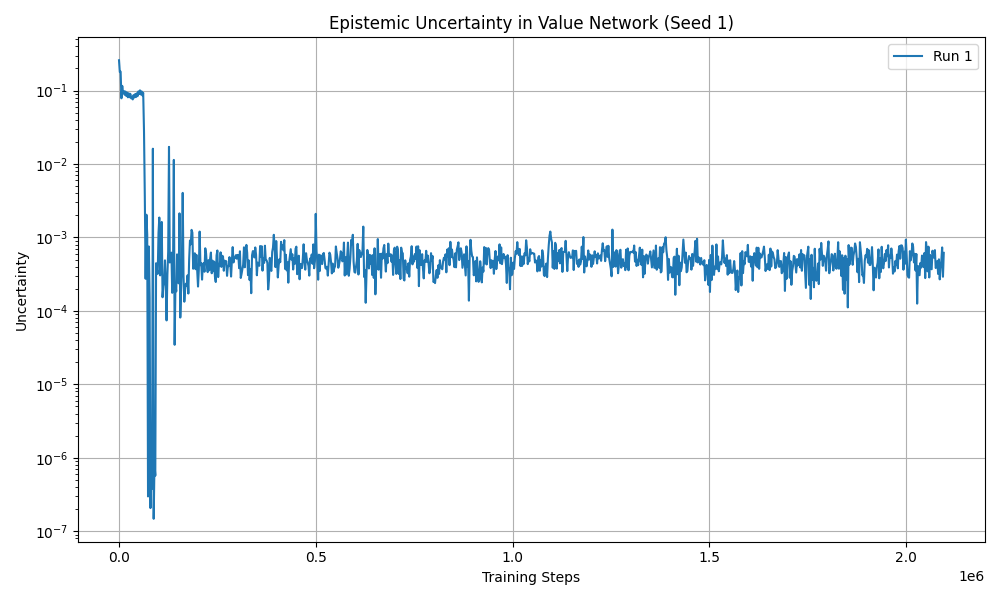 Epistemic Uncertainty in Value Network (Seed 1)
Run 1
Uncertainty
10⁻¹
10⁻²
10⁻³
10⁻⁴
10⁻⁵
10⁻⁶
10⁻⁷
0.0 0.5 1.0 1.5 2.0
1e6
Training Steps